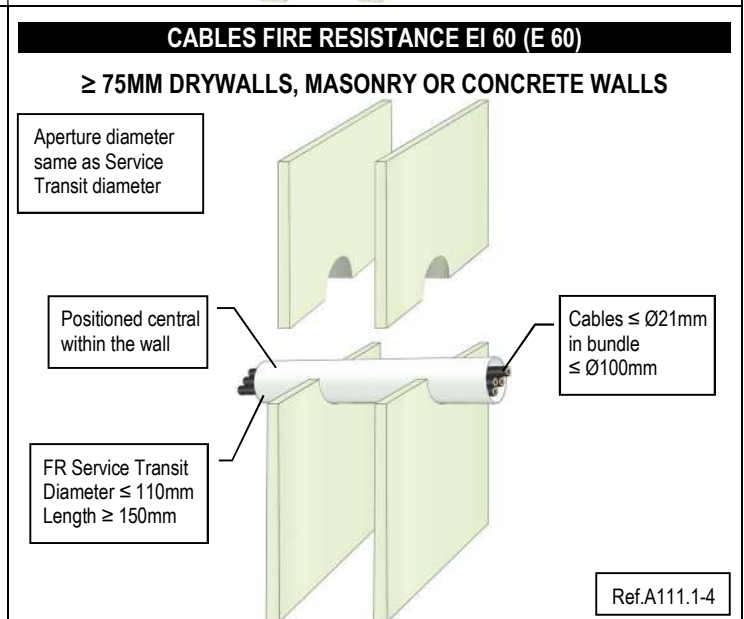 CABLES FIRE RESISTANCE EI 60 (E 60)
≥ 75MM DRYWALLS, MASONRY OR CONCRETE WALLS
Aperture diameter
same as Service
Transit diameter
Positioned central
within the wall
Cables ≤ Ø21mm
in bundle
≤ Ø100mm
FR Service Transit
Diameter ≤ 110mm
Length ≥ 150mm
Ref.A111.1-4